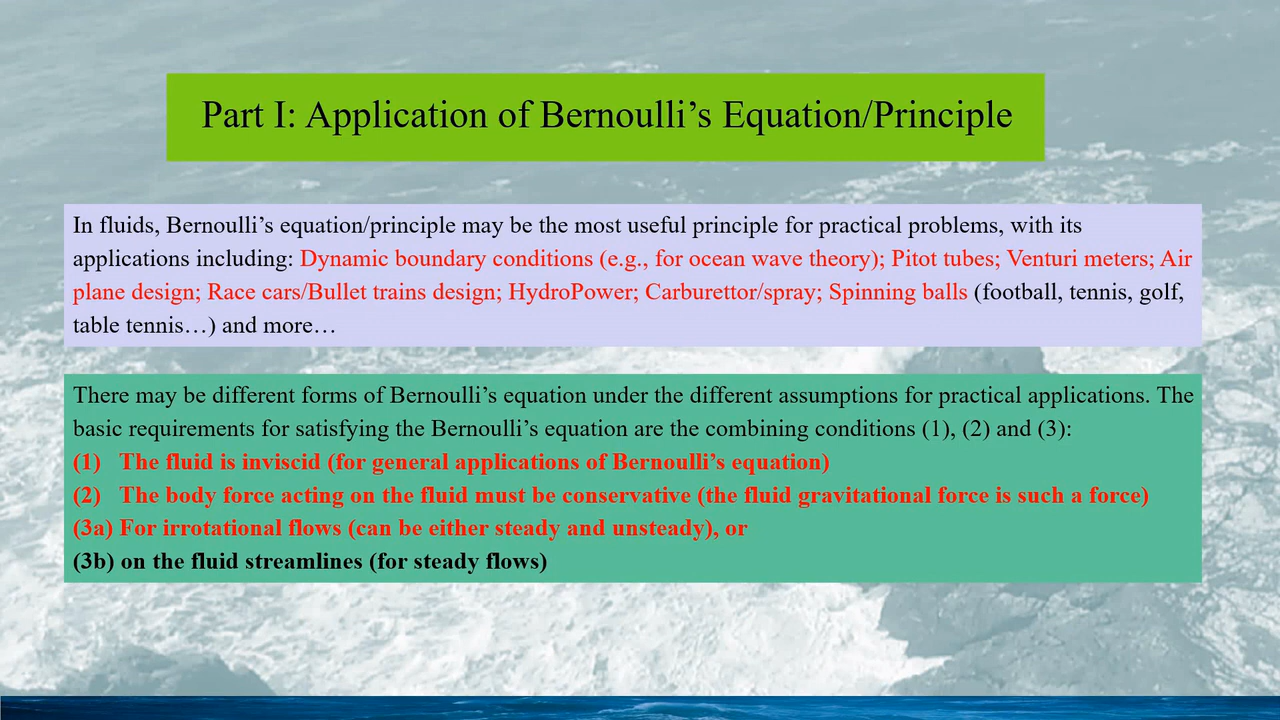 Part I: Application of Bernoulli’s Equation/Principle
In fluids, Bernoulli’s equation/principle may be the most useful principle for practical problems, with its
applications including: Dynamic boundary conditions (e.g., for ocean wave theory); Pitot tubes; Venturi meters; Air
plane design; Race cars/Bullet trains design; HydroPower; Carburettor/spray; Spinning balls (football, tennis, golf,
table tennis…) and more…
There may be different forms of Bernoulli’s equation under the different assumptions for practical applications. The
basic requirements for satisfying the Bernoulli’s equation are the combining conditions (1), (2) and (3):
(1) The fluid is inviscid (for general applications of Bernoulli’s equation)
(2) The body force acting on the fluid must be conservative (the fluid gravitational force is such a force)
(3a) For irrotational flows (can be either steady and unsteady), or
(3b) on the fluid streamlines (for steady flows)